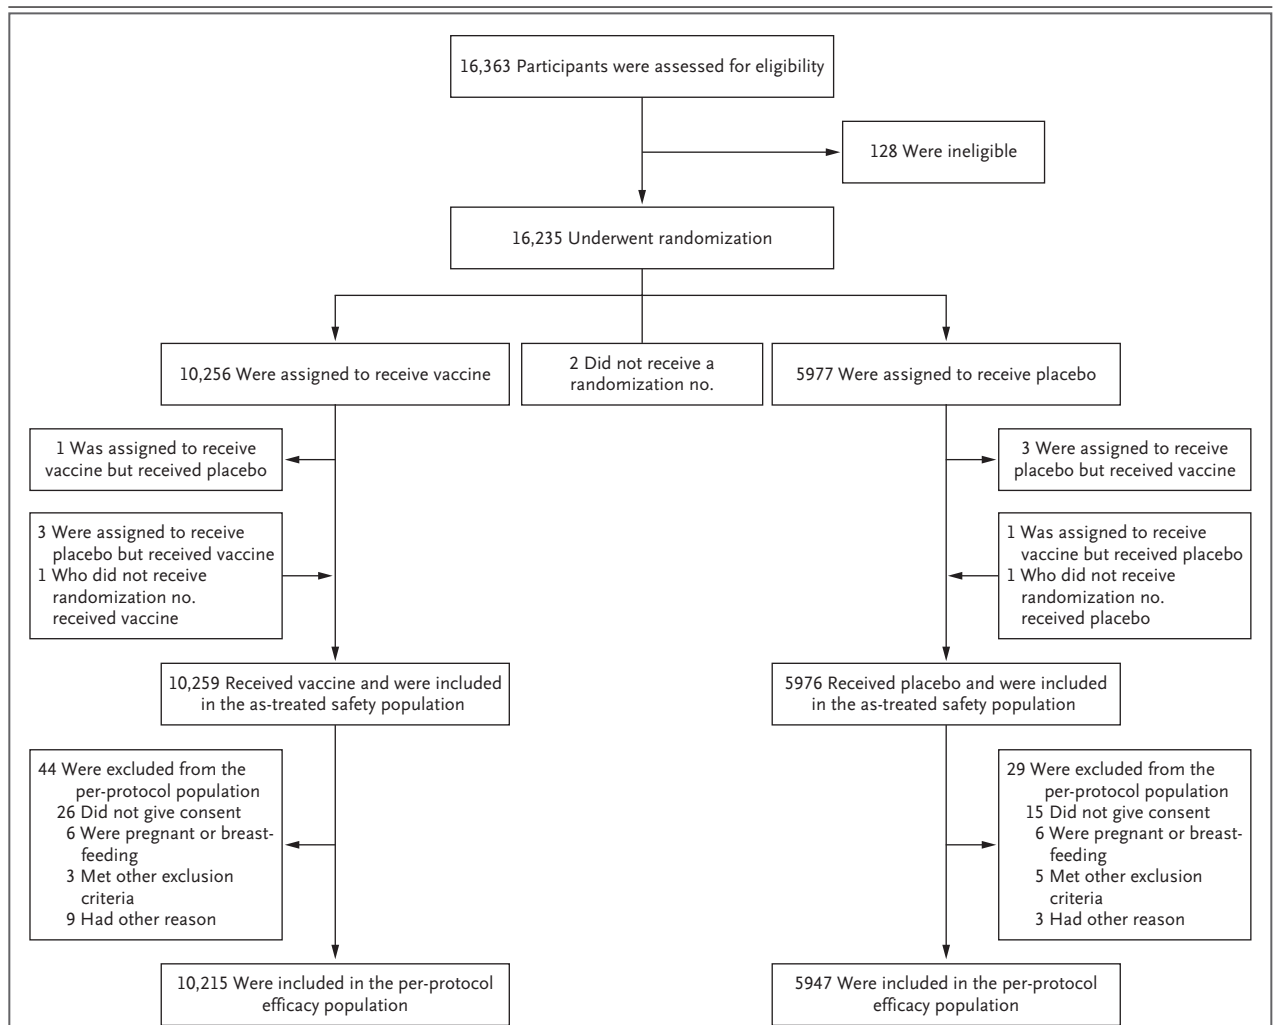 16,363 Participants were assessed for eligibility
128 Were ineligible
16,235 Underwent randomization
10,256 Were assigned to receive vaccine
2 Did not receive a
randomization no.
5977 Were assigned to receive placebo
1 Was assigned to receive
vaccine but received placebo
3 Were assigned to receive
placebo but received vaccine
3 Were assigned to receive
placebo but received vaccine
1 Who did not receive
randomization no.
received vaccine
1 Was assigned to receive
vaccine but received placebo
1 Who did not receive
randomization no.
received placebo
10,259 Received vaccine and were included
in the as-treated safety population
5976 Received placebo and were included
in the as-treated safety population
44 Were excluded from the
per-protocol population
26 Did not give consent
6 Were pregnant or breast-
feeding
3 Met other exclusion
criteria
9 Had other reason
29 Were excluded from the
per-protocol population
15 Did not give consent
6 Were pregnant or breast-
feeding
5 Met other exclusion
criteria
3 Had other reason
10,215 Were included in the per-protocol
efficacy population
5947 Were included in the per-protocol
efficacy population